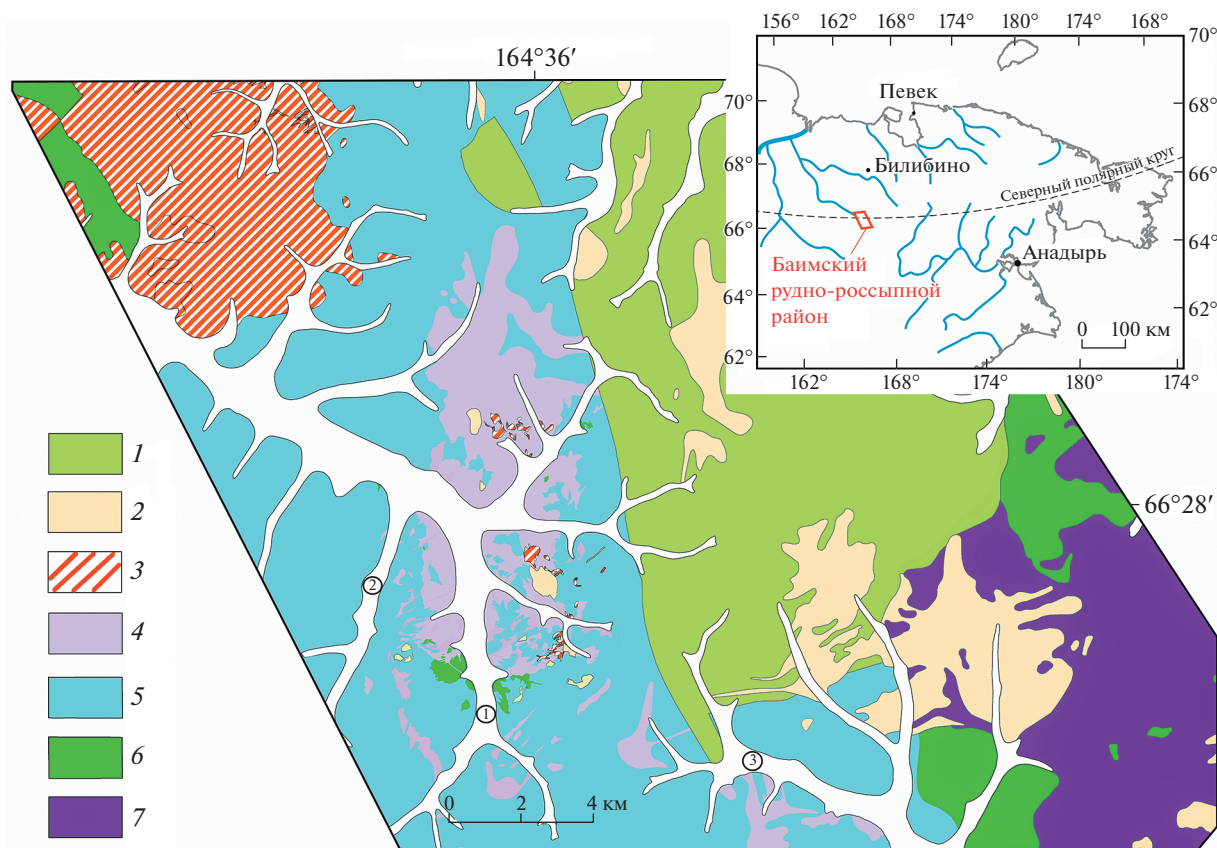 156° 162° 168° 174° 180° 174° 168°
164°36′
70°
70°
68°
66°
64°
62°
68°
66°
64°
62°
Певек
Билибино
Северный полярный круг
Анадырь
Баимский
рудно-россыпной
район
0 100 км
162° 168° 174° 180° 174°
66°28′
1
2
3
4
5
6
7
2
1
3
0 2 4 км